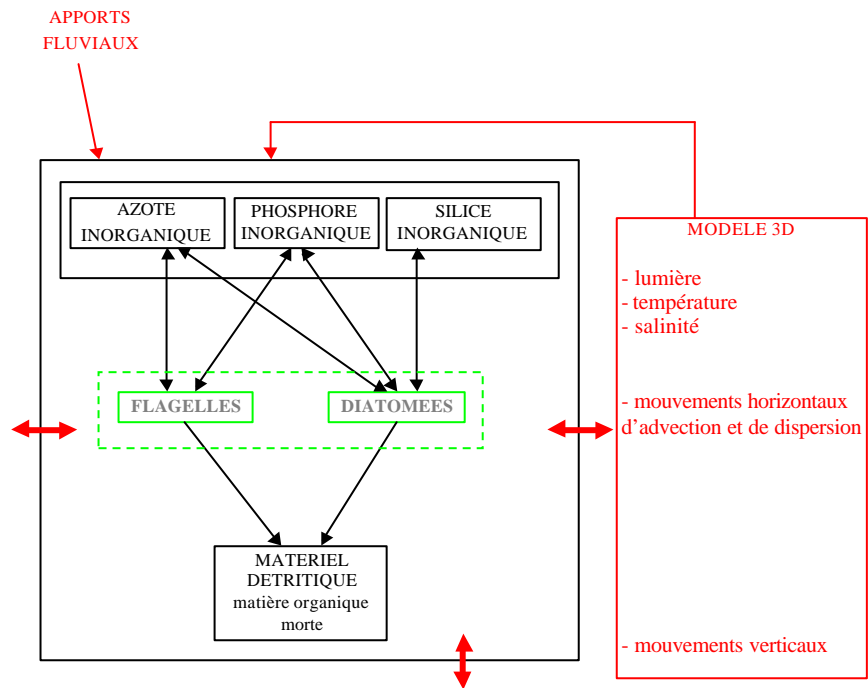 APPORTS
FLUVIAUX
AZOTE
INORGANIQUE
PHOSPHORE
INORGANIQUE
SILICE
INORGANIQUE
FLAGELLES
DIATOMEES
MATERIEL
DETRITIQUE
matière organique
morte
MODELE 3D
- lumière
- température
- salinité
- mouvements horizontaux
d’advection et de dispersion
- mouvements verticaux